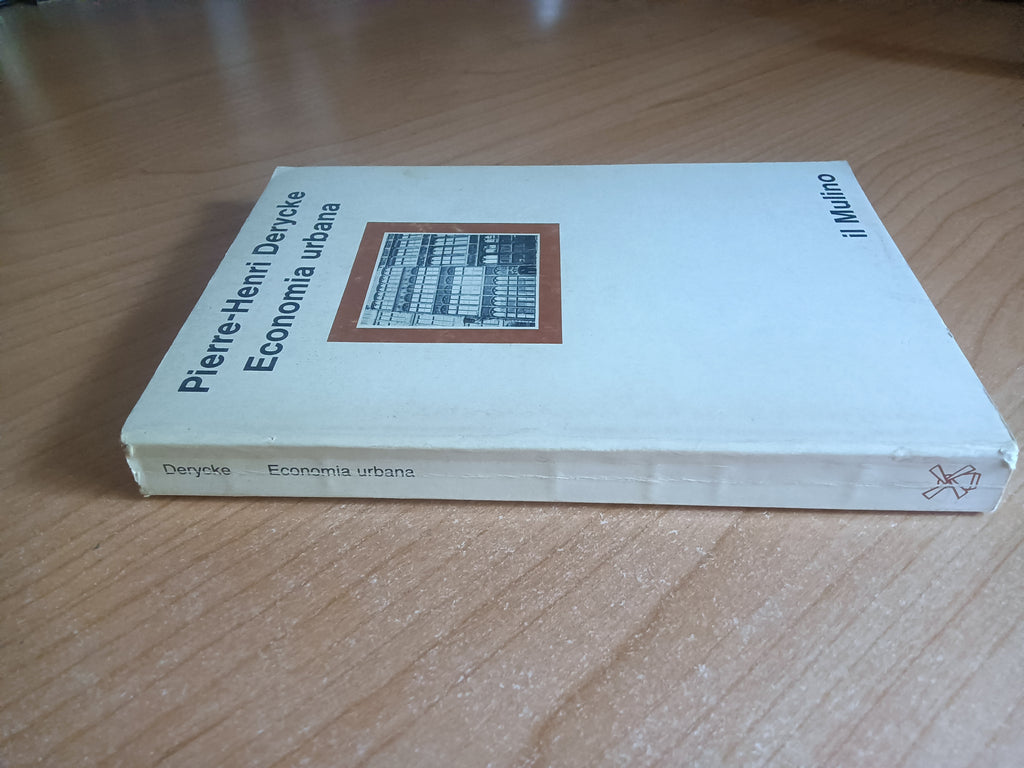 Pierre-Henri Derycke
Economia urbana
il Mulino
Derycke Economia urbana